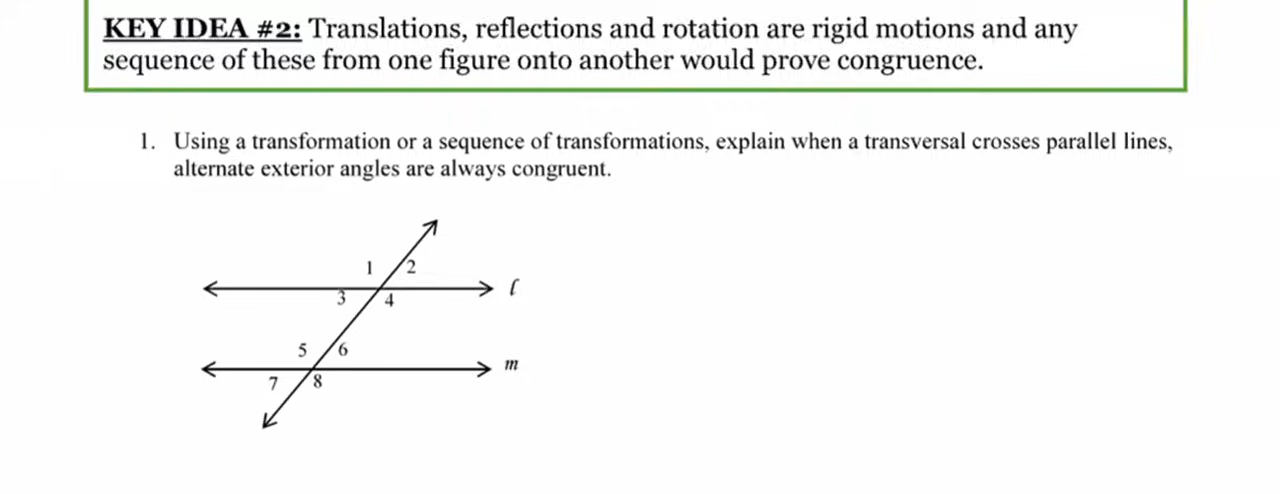 KEY IDEA #2: Translations, reflections and rotation are rigid motions and any
sequence of these from one figure onto another would prove congruence.
1. Using a transformation or a sequence of transformations, explain when a transversal crosses parallel lines,
alternate exterior angles are always congruent.
1 2
l
3 4
5 6
m
7 8